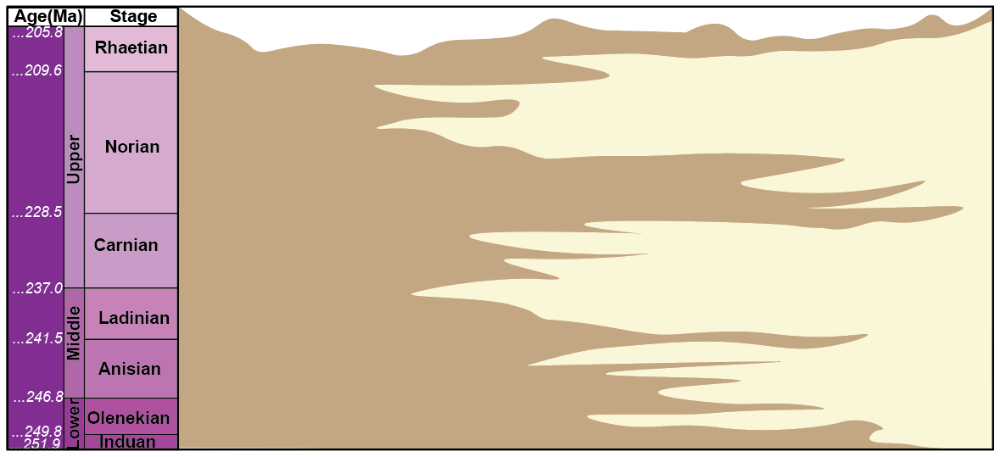 Age(Ma) Stage
...205.8
Rhaetian
...209.6
Norian
Upper
...228.5
Carnian
...237.0
Ladinian
Middle
...241.5
Anisian
...246.8
Lower
Olenekian
...249.8
Induan
...251.9